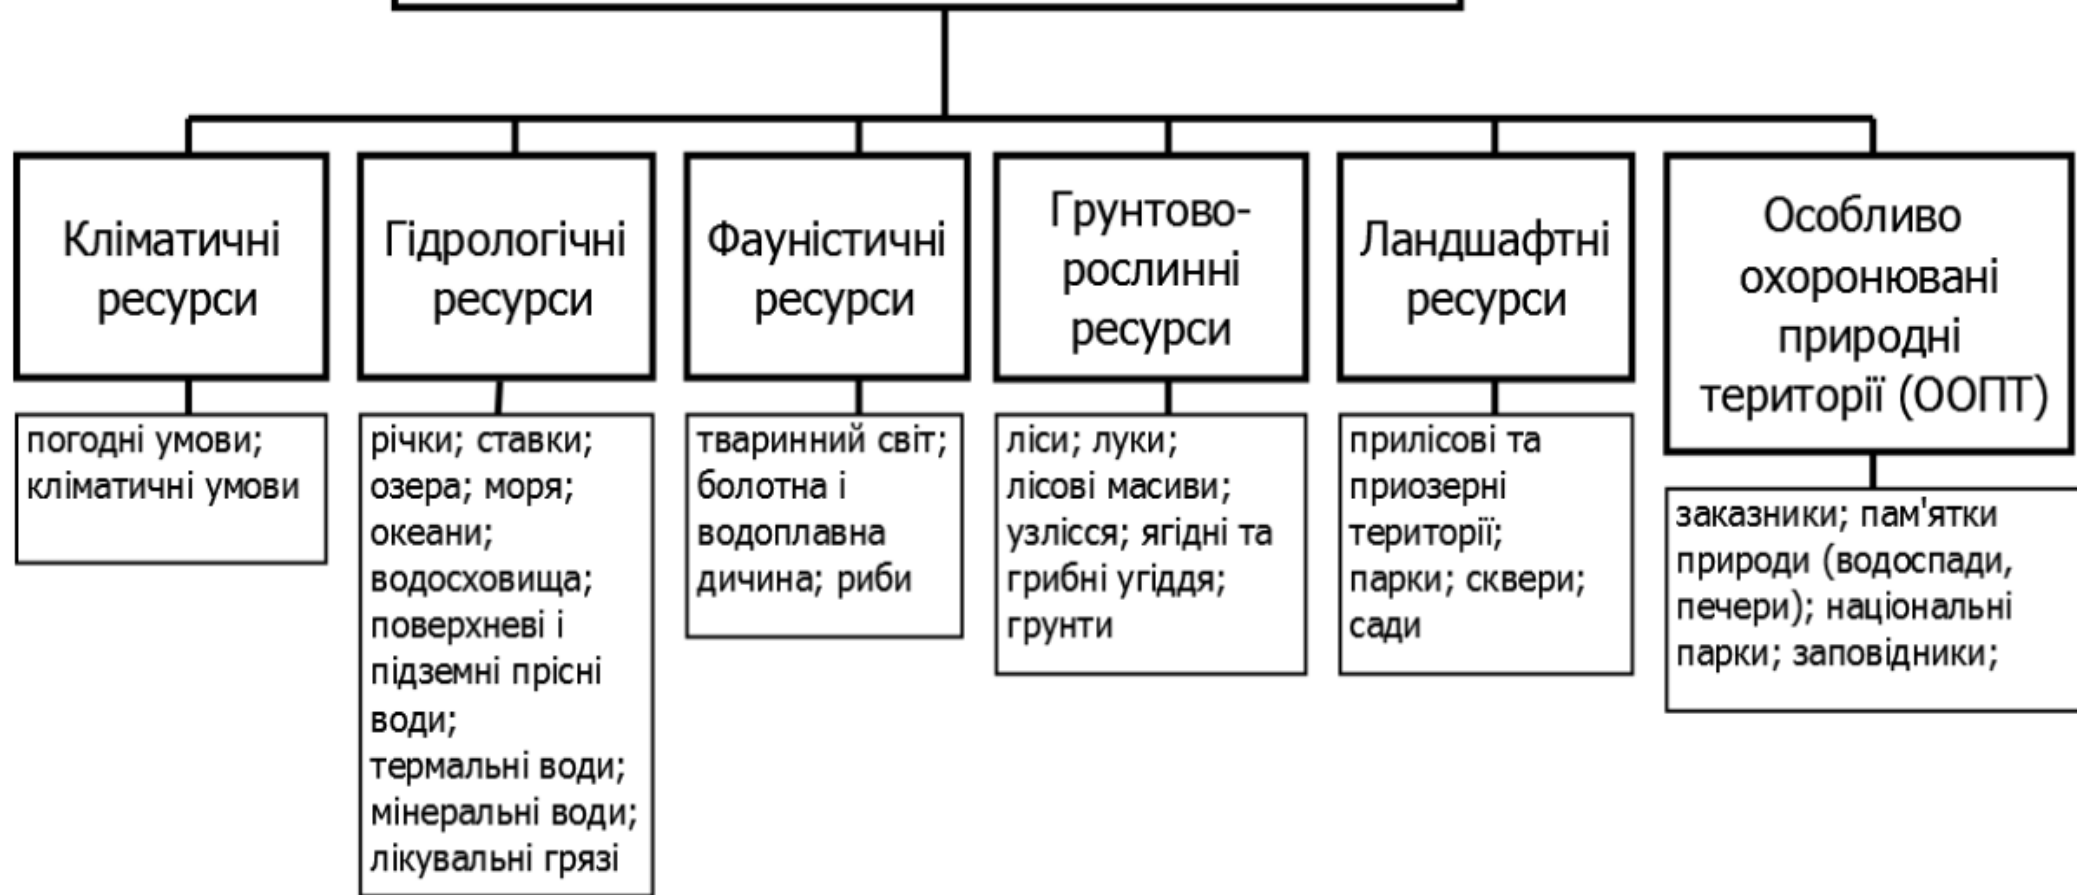 Кліматичні
ресурси
погодні умови;
кліматичні умови
Гідрологічні
ресурси
річки; ставки;
озера; моря;
океани;
водосховища;
поверхневі і
підземні прісні
води;
термальні води;
мінеральні води;
лікувальні грязі
Фауністичні
ресурси
тваринний світ;
болотна і
водоплавна
дичина; риби
Грунтово-
рослинні
ресурси
ліси; луки;
лісові масиви;
узлісся; ягідні та
грибні угіддя;
грунти
Ландшафтні
ресурси
прилісові та
приозерні
території;
парки; сквери;
сади
Особливо
охоронювані
природні
території (ООПТ)
заказники; пам'ятки
природи (водоспади,
печери); національні
парки; заповідники;